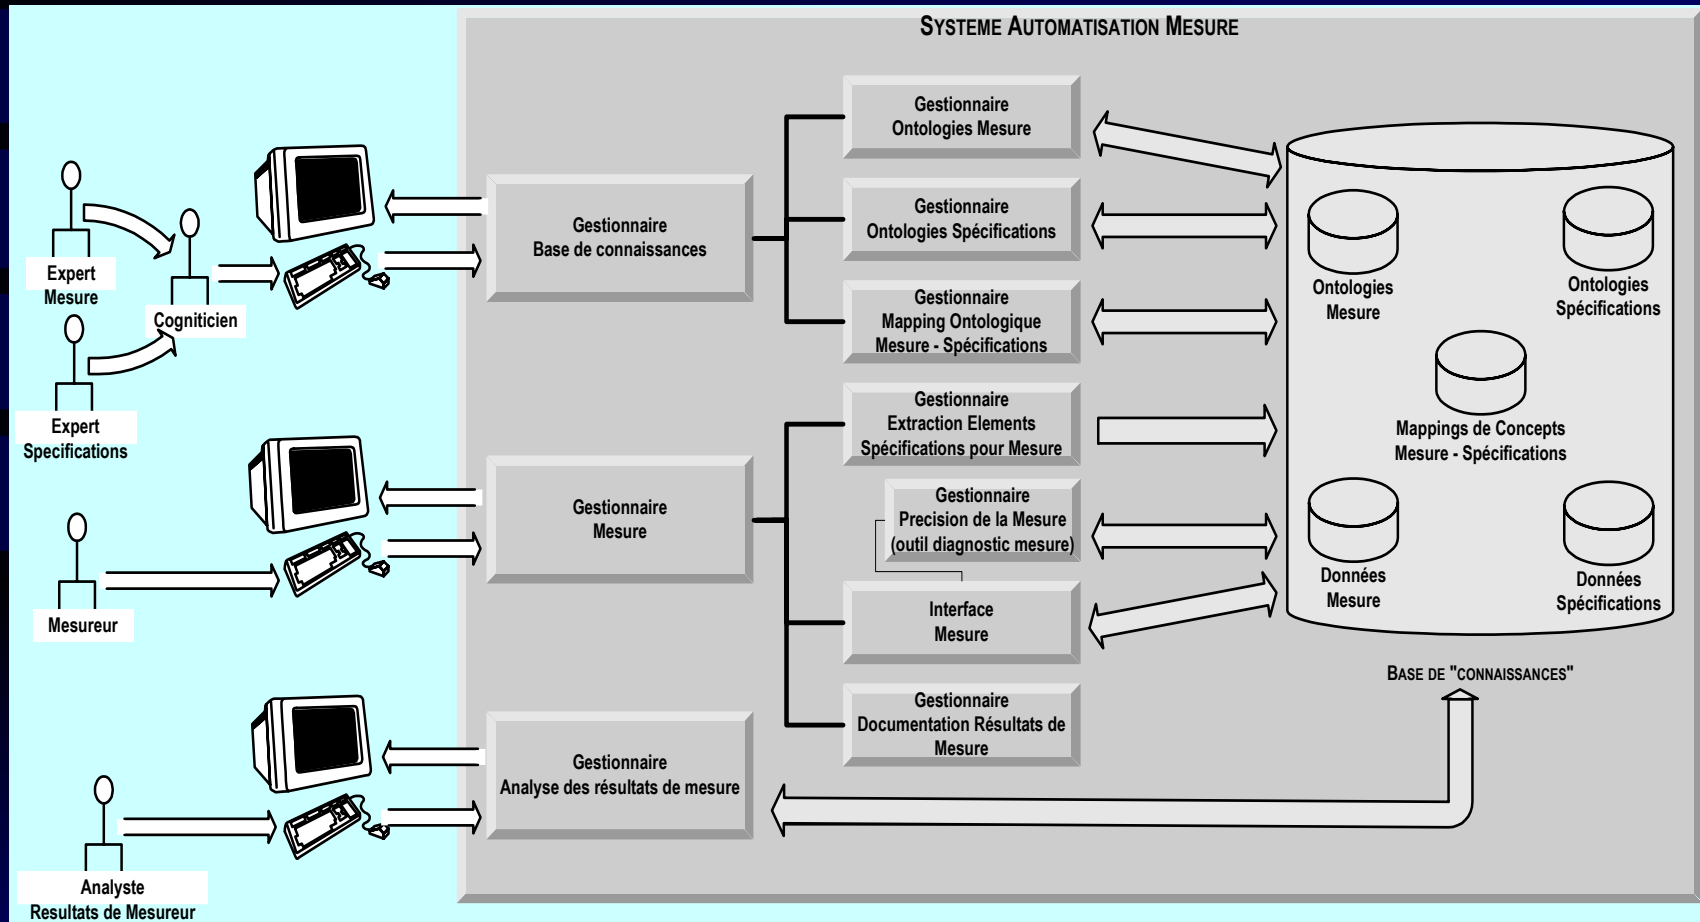 SYSTEME AUTOMATISATION MESURE
Expert
Mesure
Cogniticien
Expert
Specifications
Mesureur
Analyste
Resultats de Mesureur
Gestionnaire
Base de connaissances
Gestionnaire
Mesure
Gestionnaire
Analyse des résultats de mesure
Gestionnaire
Ontologies Mesure
Gestionnaire
Ontologies Spécifications
Gestionnaire
Mapping Ontologique
Mesure - Spécifications
Gestionnaire
Extraction Elements
Spécifications pour Mesure
Gestionnaire
Precision de la Mesure
(outil diagnostic mesure)
Interface
Mesure
Gestionnaire
Documentation Résultats de
Mesure
Ontologies
Mesure
Ontologies
Spécifications
Mappings de Concepts
Mesure - Spécifications
Données
Mesure
Données
Spécifications
BASE DE "CONNAISSANCES"